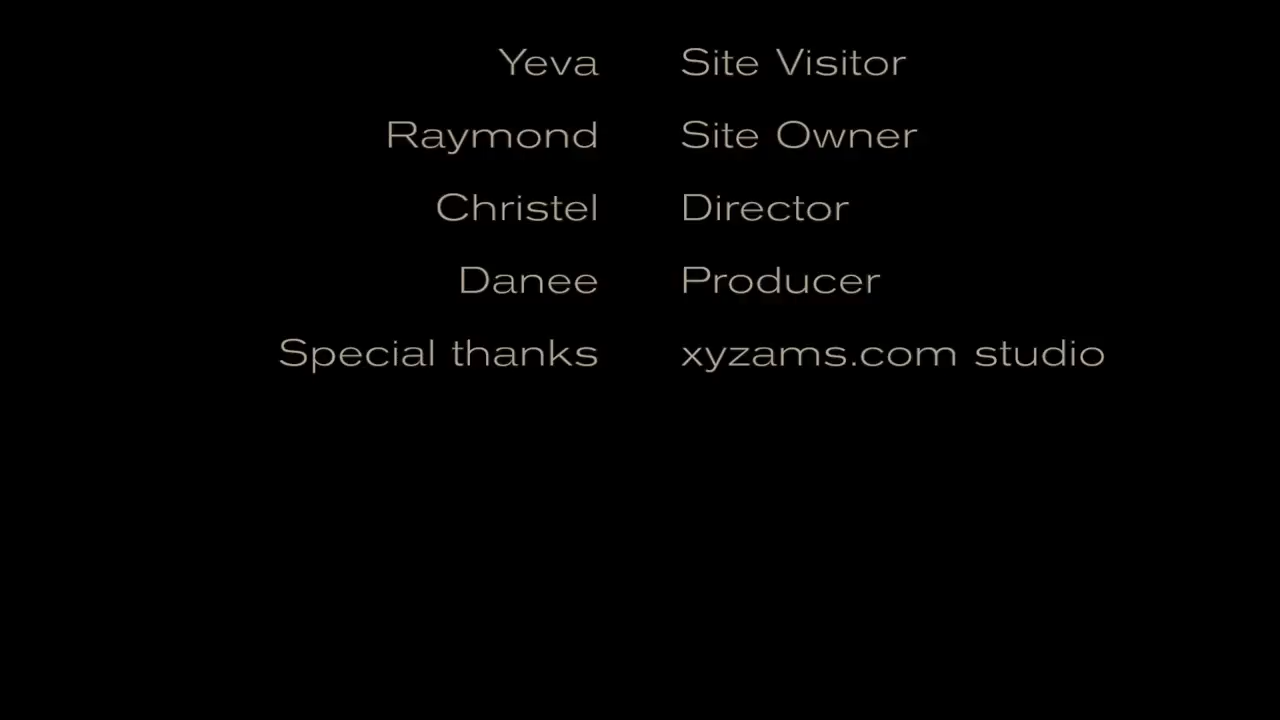 Yeva Site Visitor
Raymond Site Owner
Christel Director
Danee Producer
Special thanks xyzams.com studio